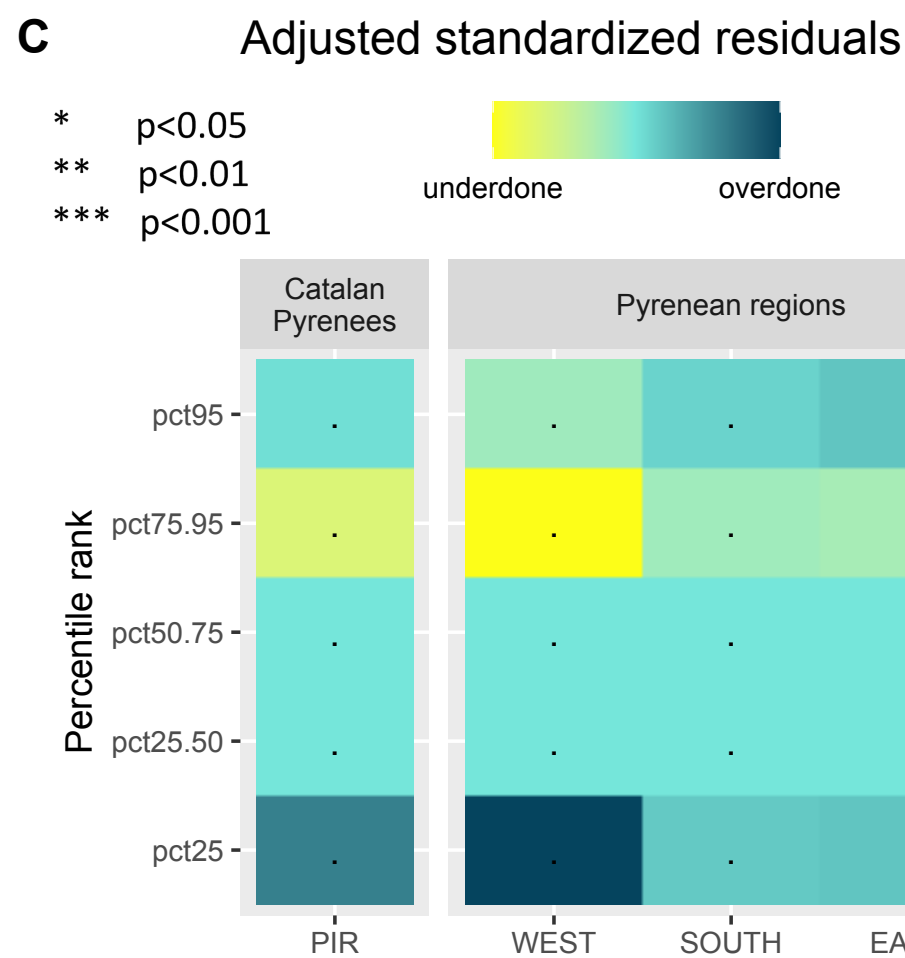 C
Adjusted standardized residuals
* p<0.05
** p<0.01
*** p<0.001
underdone overdone
Catalan
Pyrenees
Pyrenean regions
Percentile rank
pct95
pct75.95
pct50.75
pct25.50
pct25
PIR WEST SOUTH